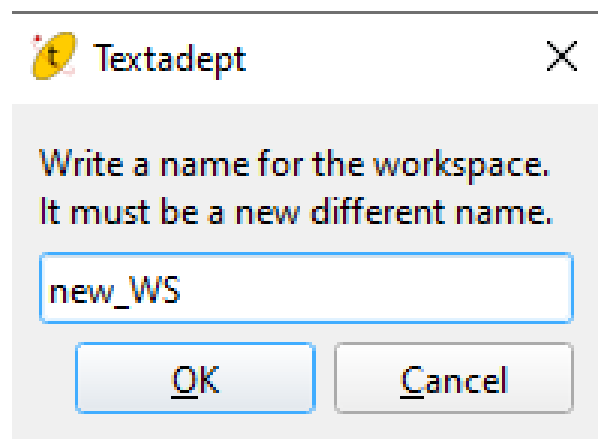 t Textadept
Write a name for the workspace.
It must be a new different name.
new_WS
OK Cancel